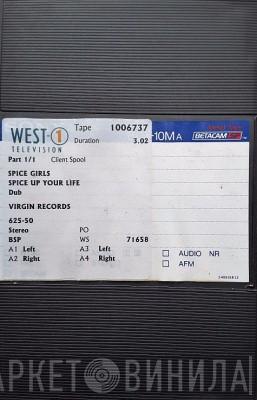 WEST 1 Tape 1006737
TELEVISION Duration 3.02
Part 1/1 Client Spool
SPICE GIRLS
SPICE UP YOUR LIFE
Dub
VIRGIN RECORDS
625-50
Stereo PO
BSP WS 71658
A1 Left A3 Left
A2 Right A4 Right
10MA BETACAM SP
AUDIO NR
AFM
МАРКЕТ ВИНИЛА